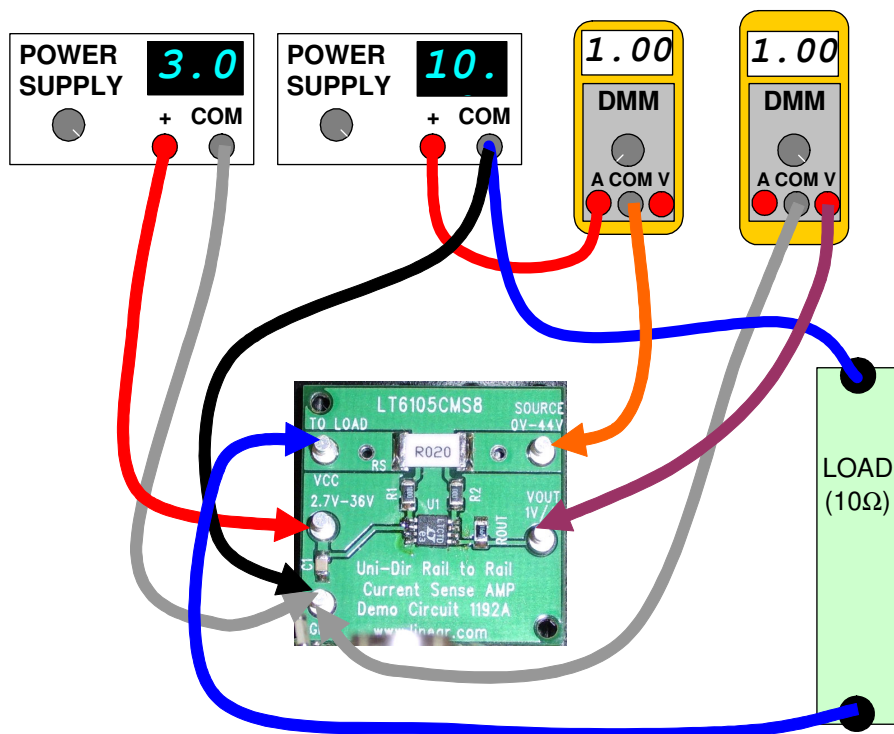 POWER
SUPPLY
3.0
+ COM
POWER
SUPPLY
10.
+ COM
1.00
DMM
A COM V
1.00
DMM
A COM V
LT6105CMS8
TO LOAD
SOURCE
0V-44V
RS
R020
VCC
2.7V-36V
R1
R2
U1
VOUT
1V/
ROUT
C1
Uni-Dir Rail to Rail
Current Sense AMP
Demo Circuit 1192A
www.linear.com
LOAD
(10Ω)